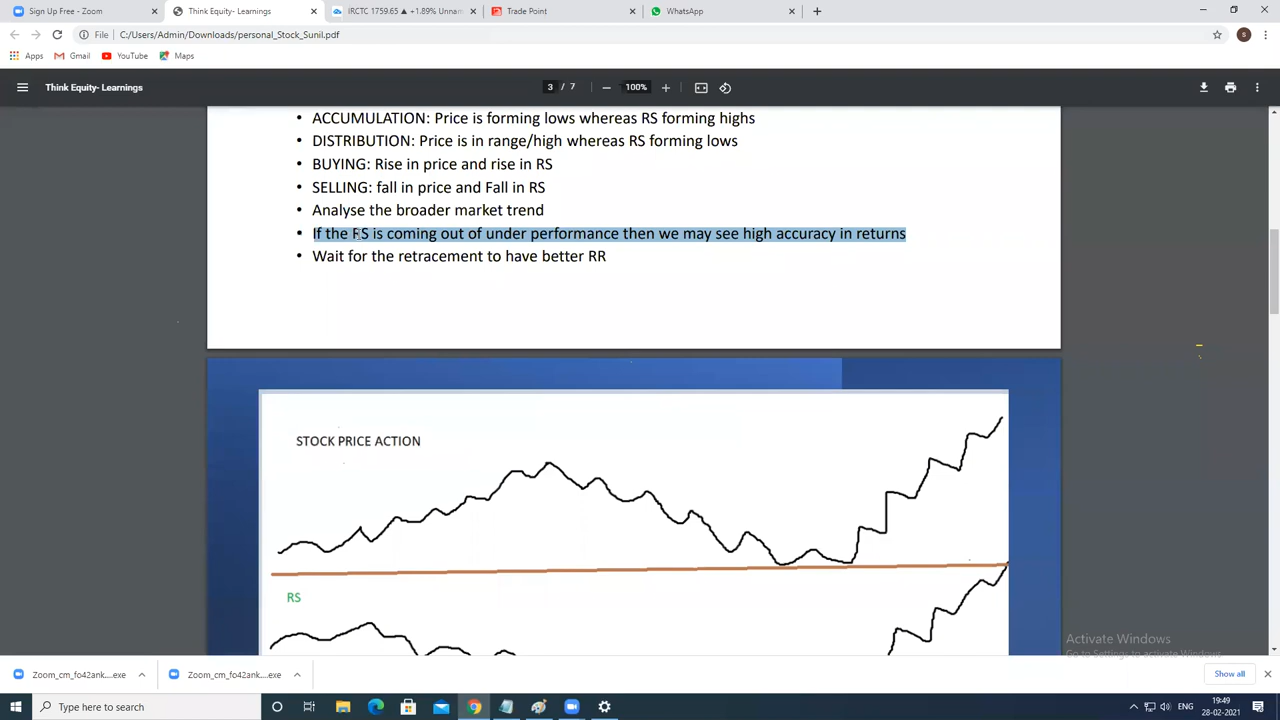 Sign Up Free - Zoom
Think Equity- Learnings
IRCTC 1759.65 ▲ +1.89% Unnam
Trade Point
WhatsApp
File
C:/Users/Admin/Downloads/personal_Stock_Sunil.pdf
S
Apps
Gmail
YouTube
Maps
Think Equity- Learnings
3 / 7
100%
• ACCUMULATION: Price is forming lows whereas RS forming highs
• DISTRIBUTION: Price is in range/high whereas RS forming lows
• BUYING: Rise in price and rise in RS
• SELLING: fall in price and Fall in RS
• Analyse the broader market trend
• If the RS is coming out of under performance then we may see high accuracy in returns
• Wait for the retracement to have better RR
STOCK PRICE ACTION
RS
Activate Windows
Go to Settings to activate Windows.
Zoom_cm_fo42ank....exe
Zoom_cm_fo42ank....exe
Show all
Type here to search
ENG
19:49
28-02-2021